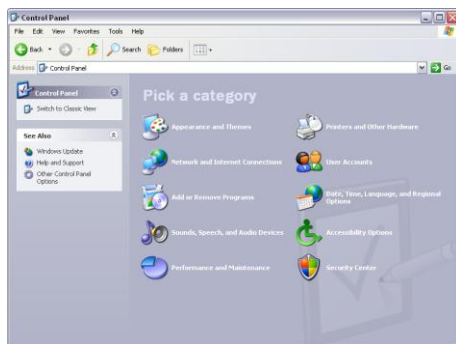 Control Panel
File Edit View Favorites Tools Help
Back Search Folders
Address Control Panel Go
Control Panel
Switch to Classic View
See Also
Windows Update
Help and Support
Other Control Panel
Options
Pick a category
Appearance and Themes
Printers and Other Hardware
Network and Internet Connections
User Accounts
Add or Remove Programs
Date, Time, Language, and Regional
Options
Sounds, Speech, and Audio Devices
Accessibility Options
Performance and Maintenance
Security Center